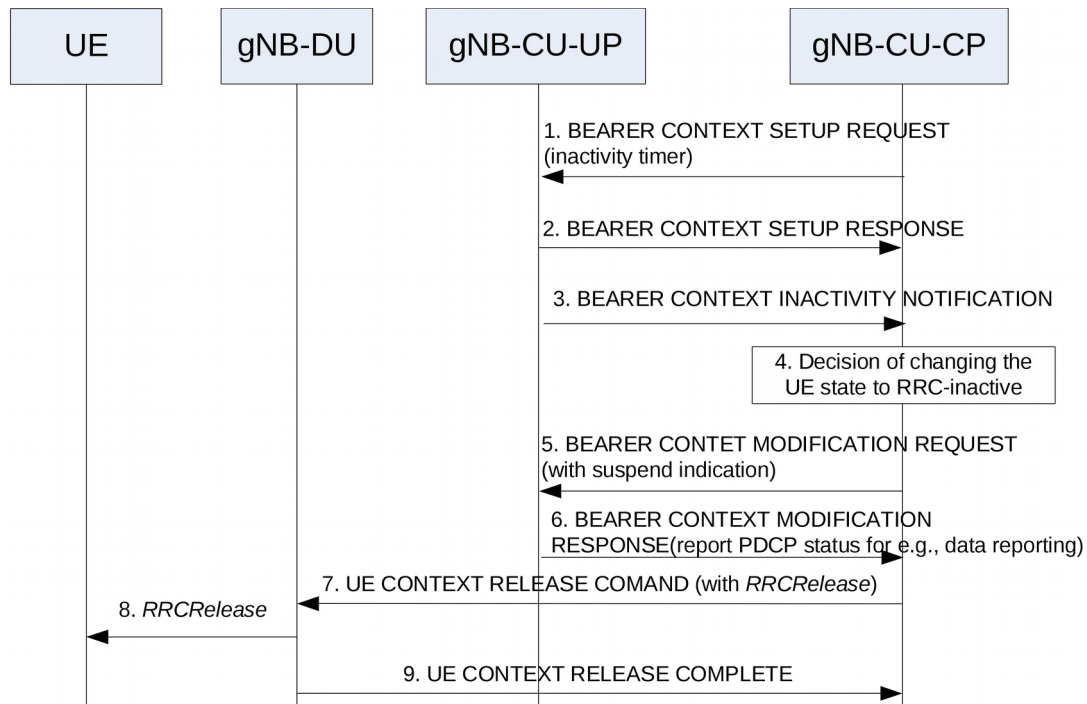 UE
gNB-DU
gNB-CU-UP
gNB-CU-CP
1. BEARER CONTEXT SETUP REQUEST
(inactivity timer)
2. BEARER CONTEXT SETUP RESPONSE
3. BEARER CONTEXT INACTIVITY NOTIFICATION
4. Decision of changing the
UE state to RRC-inactive
5. BEARER CONTET MODIFICATION REQUEST
(with suspend indication)
6. BEARER CONTEXT MODIFICATION
RESPONSE(report PDCP status for e.g., data reporting)
7. UE CONTEXT RELEASE COMAND (with RRCRelease)
8. RRCRelease
9. UE CONTEXT RELEASE COMPLETE